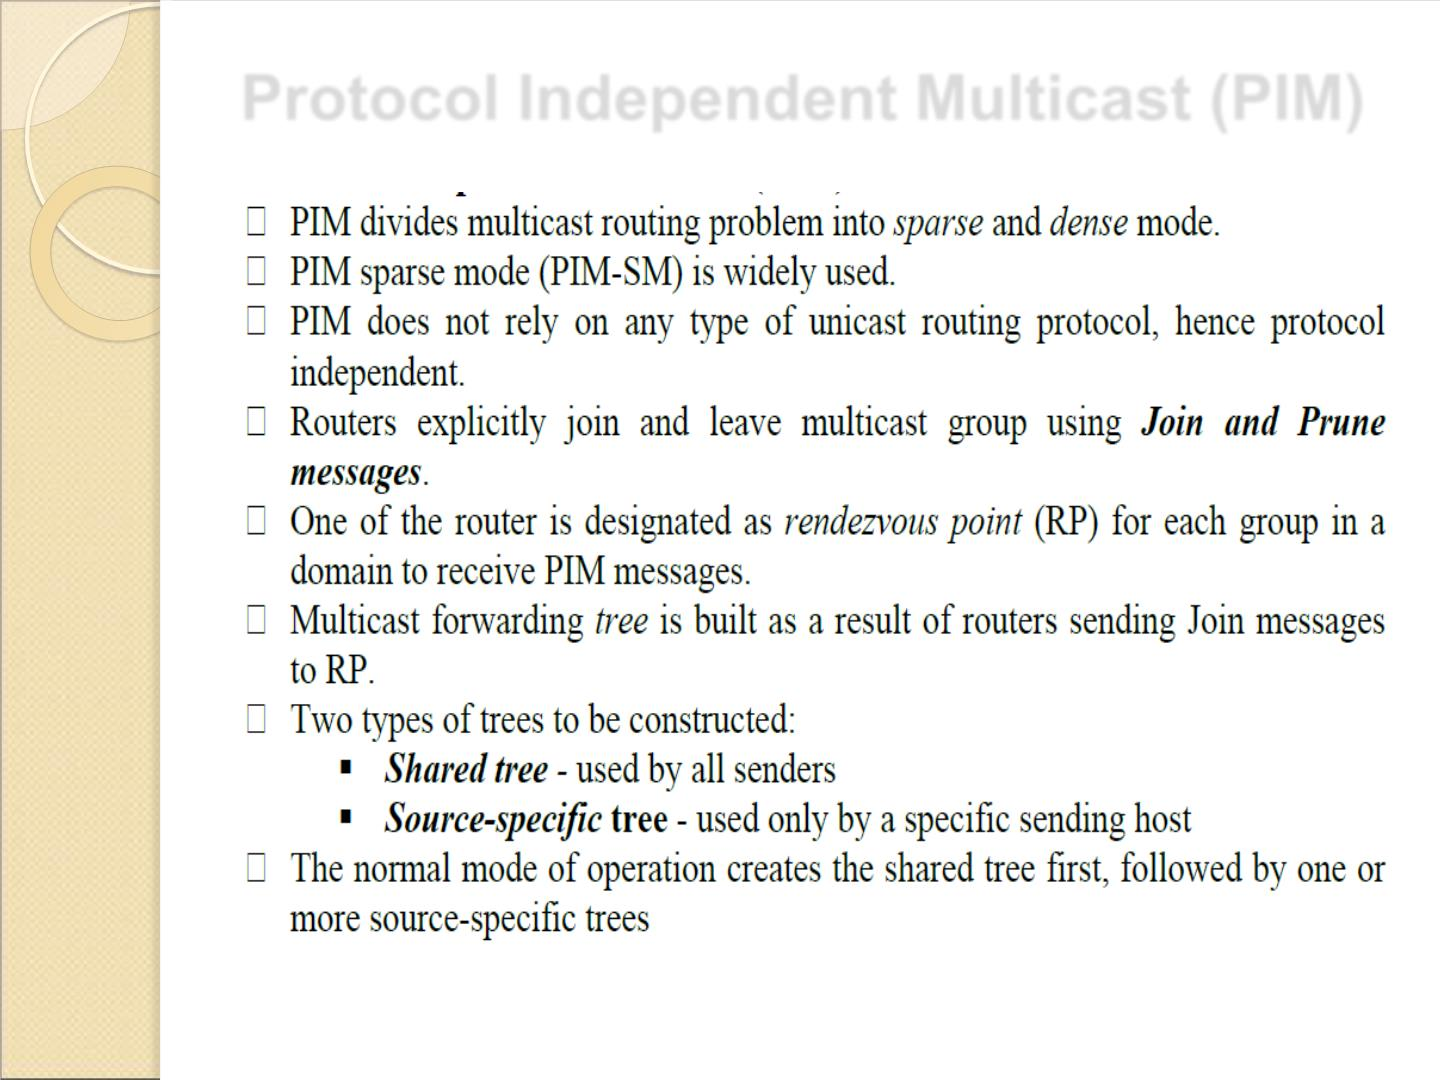 Protocol Independent Multicast (PIM)
PIM divides multicast routing problem into sparse and dense mode.
PIM sparse mode (PIM-SM) is widely used.
PIM does not rely on any type of unicast routing protocol, hence protocol
independent.
Routers explicitly join and leave multicast group using Join and Prune
messages.
One of the router is designated as rendezvous point (RP) for each group in a
domain to receive PIM messages.
Multicast forwarding tree is built as a result of routers sending Join messages
to RP.
Two types of trees to be constructed:
▪ Shared tree - used by all senders
▪ Source-specific tree - used only by a specific sending host
The normal mode of operation creates the shared tree first, followed by one or
more source-specific trees